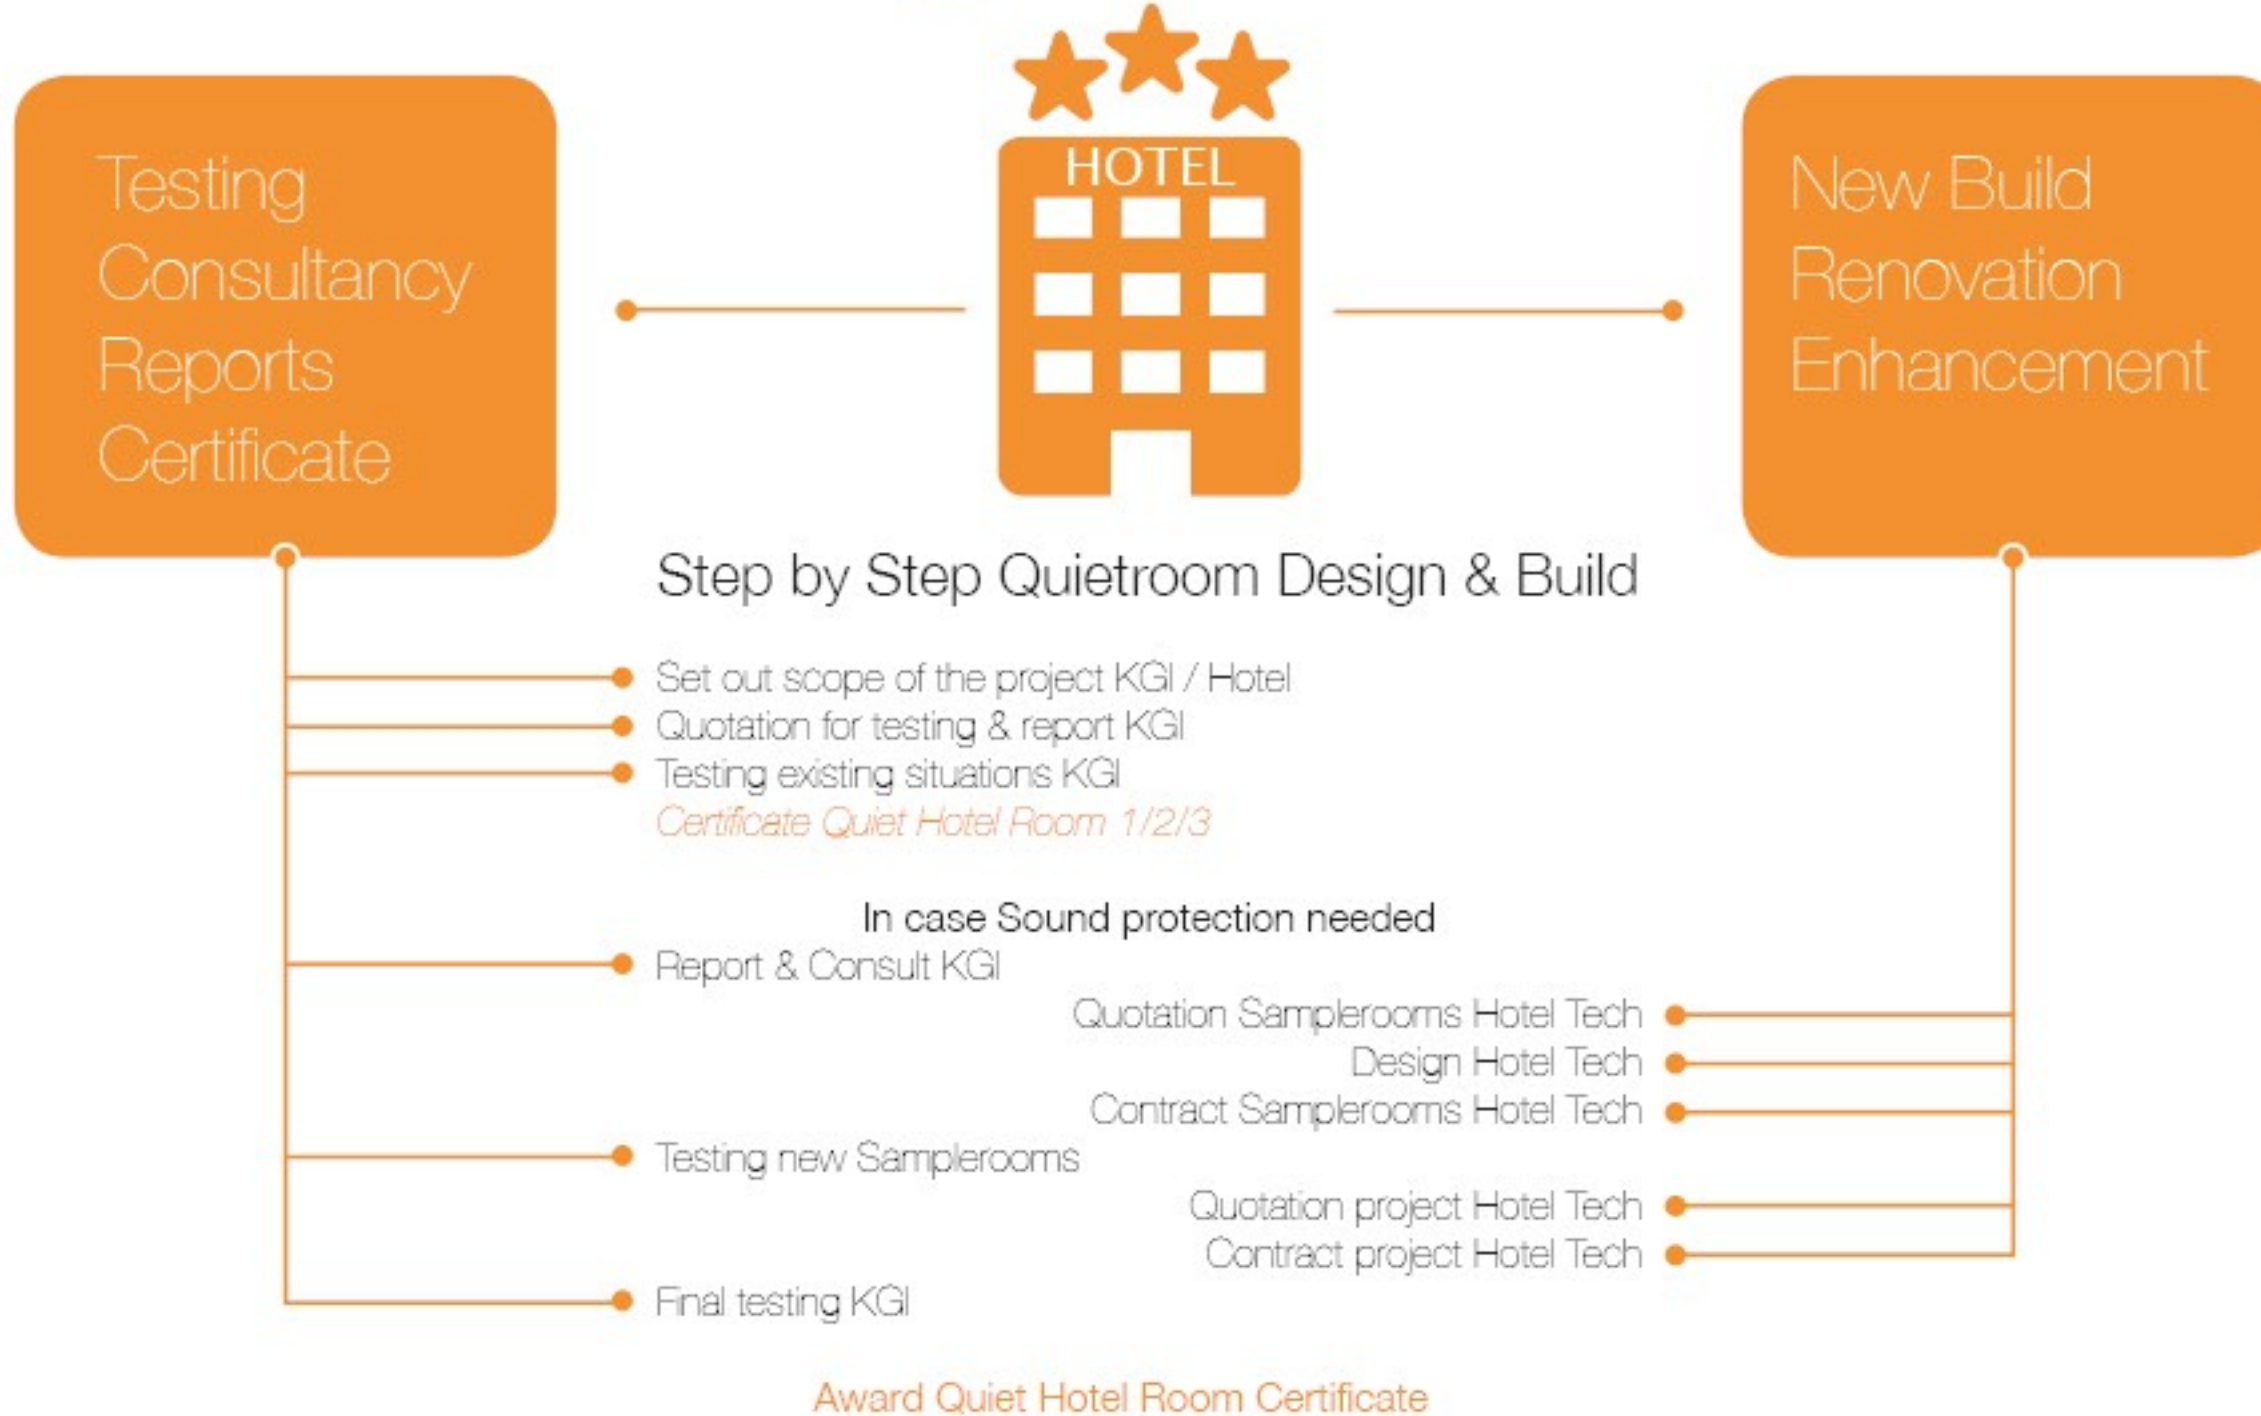 Testing
Consultancy
Reports
Certificate
HOTEL
New Build
Renovation
Enhancement
Step by Step Quietroom Design & Build
Set out scope of the project KGI / Hotel
Quotation for testing & report KGI
Testing existing situations KGI
Certificate Quiet Hotel Room 1/2/3
In case Sound protection needed
Report & Consult KGI
Quotation Samplerooms Hotel Tech
Design Hotel Tech
Contract Samplerooms Hotel Tech
Testing new Samplerooms
Quotation project Hotel Tech
Contract project Hotel Tech
Final testing KGI
Award Quiet Hotel Room Certificate